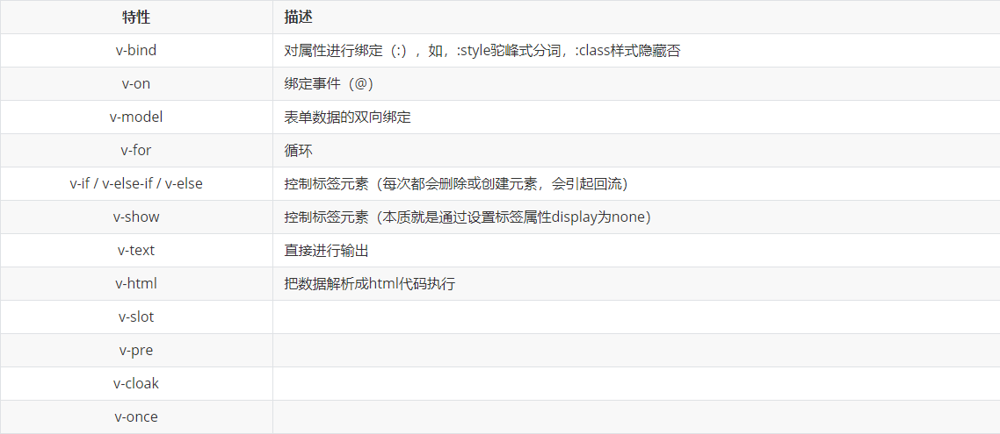 特性 描述
v-bind 对属性进行绑定（:），如，:style驼峰式分词，:class样式隐藏否
v-on 绑定事件（@）
v-model 表单数据的双向绑定
v-for 循环
v-if / v-else-if / v-else 控制标签元素（每次都会删除或创建元素，会引起回流）
v-show 控制标签元素（本质就是通过设置标签属性display为none）
v-text 直接进行输出
v-html 把数据解析成html代码执行
v-slot
v-pre
v-cloak
v-once